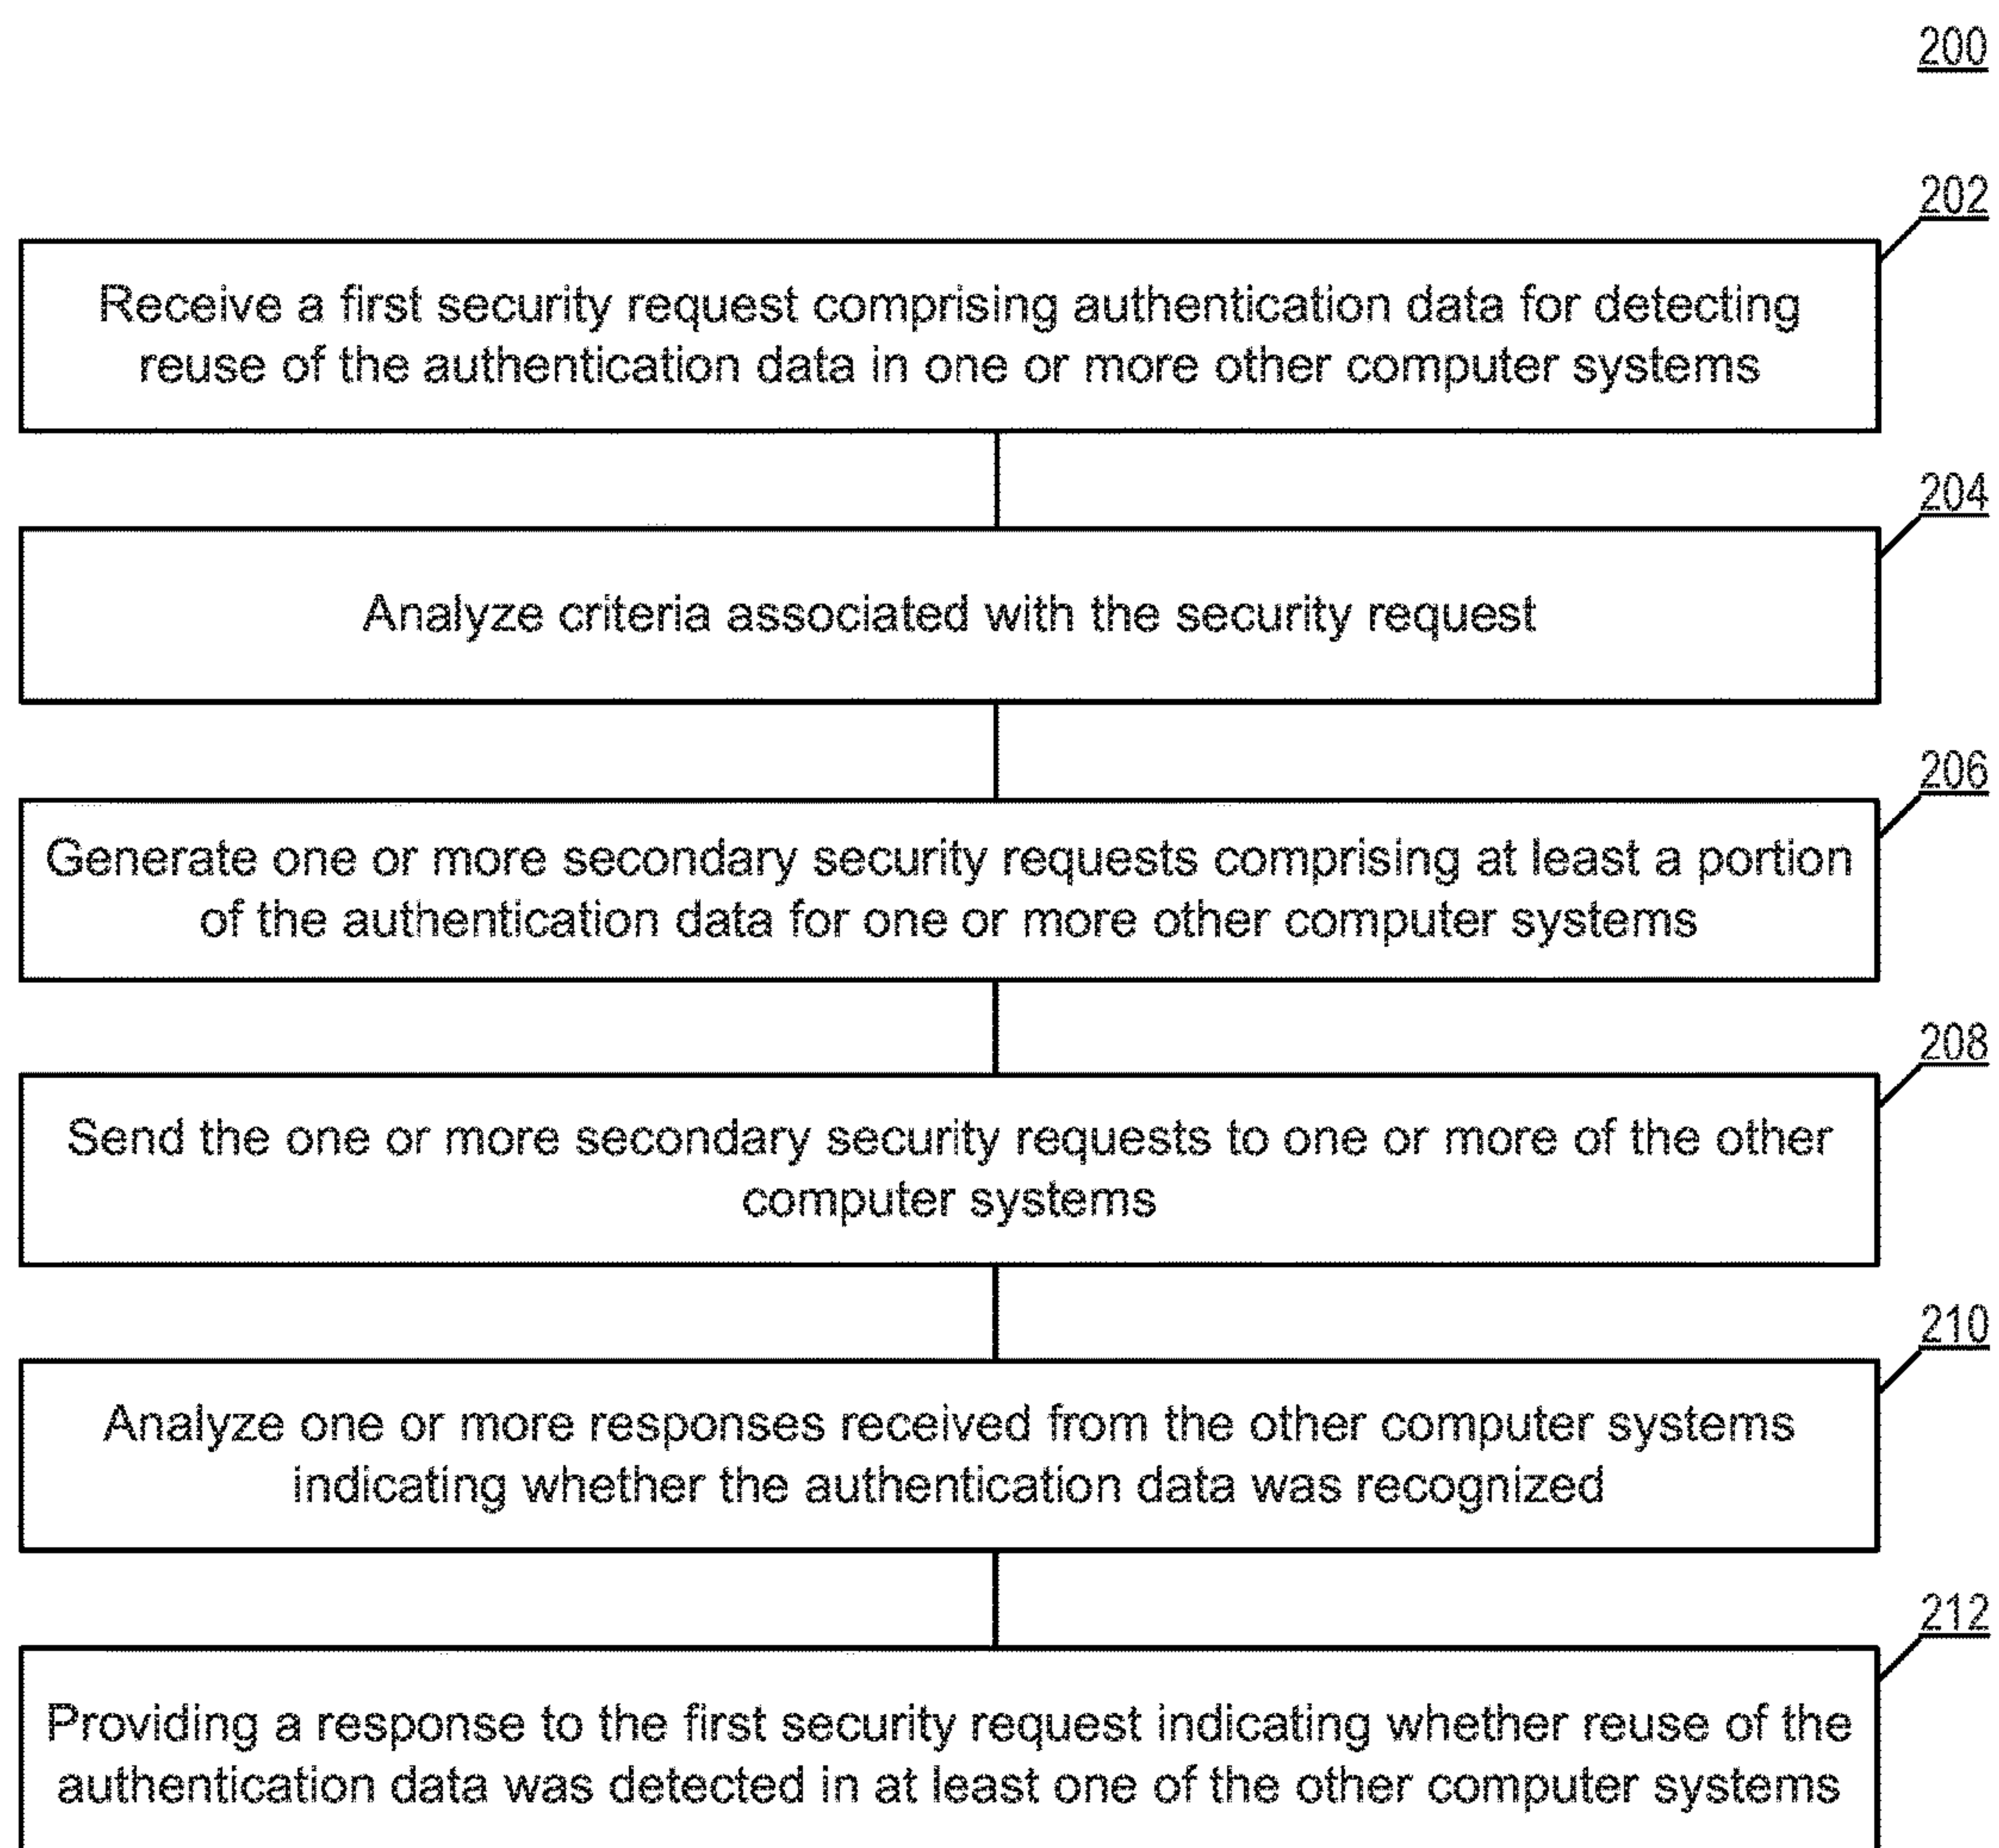 200
202
Receive a first security request comprising authentication data for detecting
reuse of the authentication data in one or more other computer systems
204
Analyze criteria associated with the security request
206
Generate one or more secondary security requests comprising at least a portion
of the authentication data for one or more other computer systems
208
Send the one or more secondary security requests to one or more of the other
computer systems
210
Analyze one or more responses received from the other computer systems
indicating whether the authentication data was recognized
212
Providing a response to the first security request indicating whether reuse of the
authentication data was detected in at least one of the other computer systems